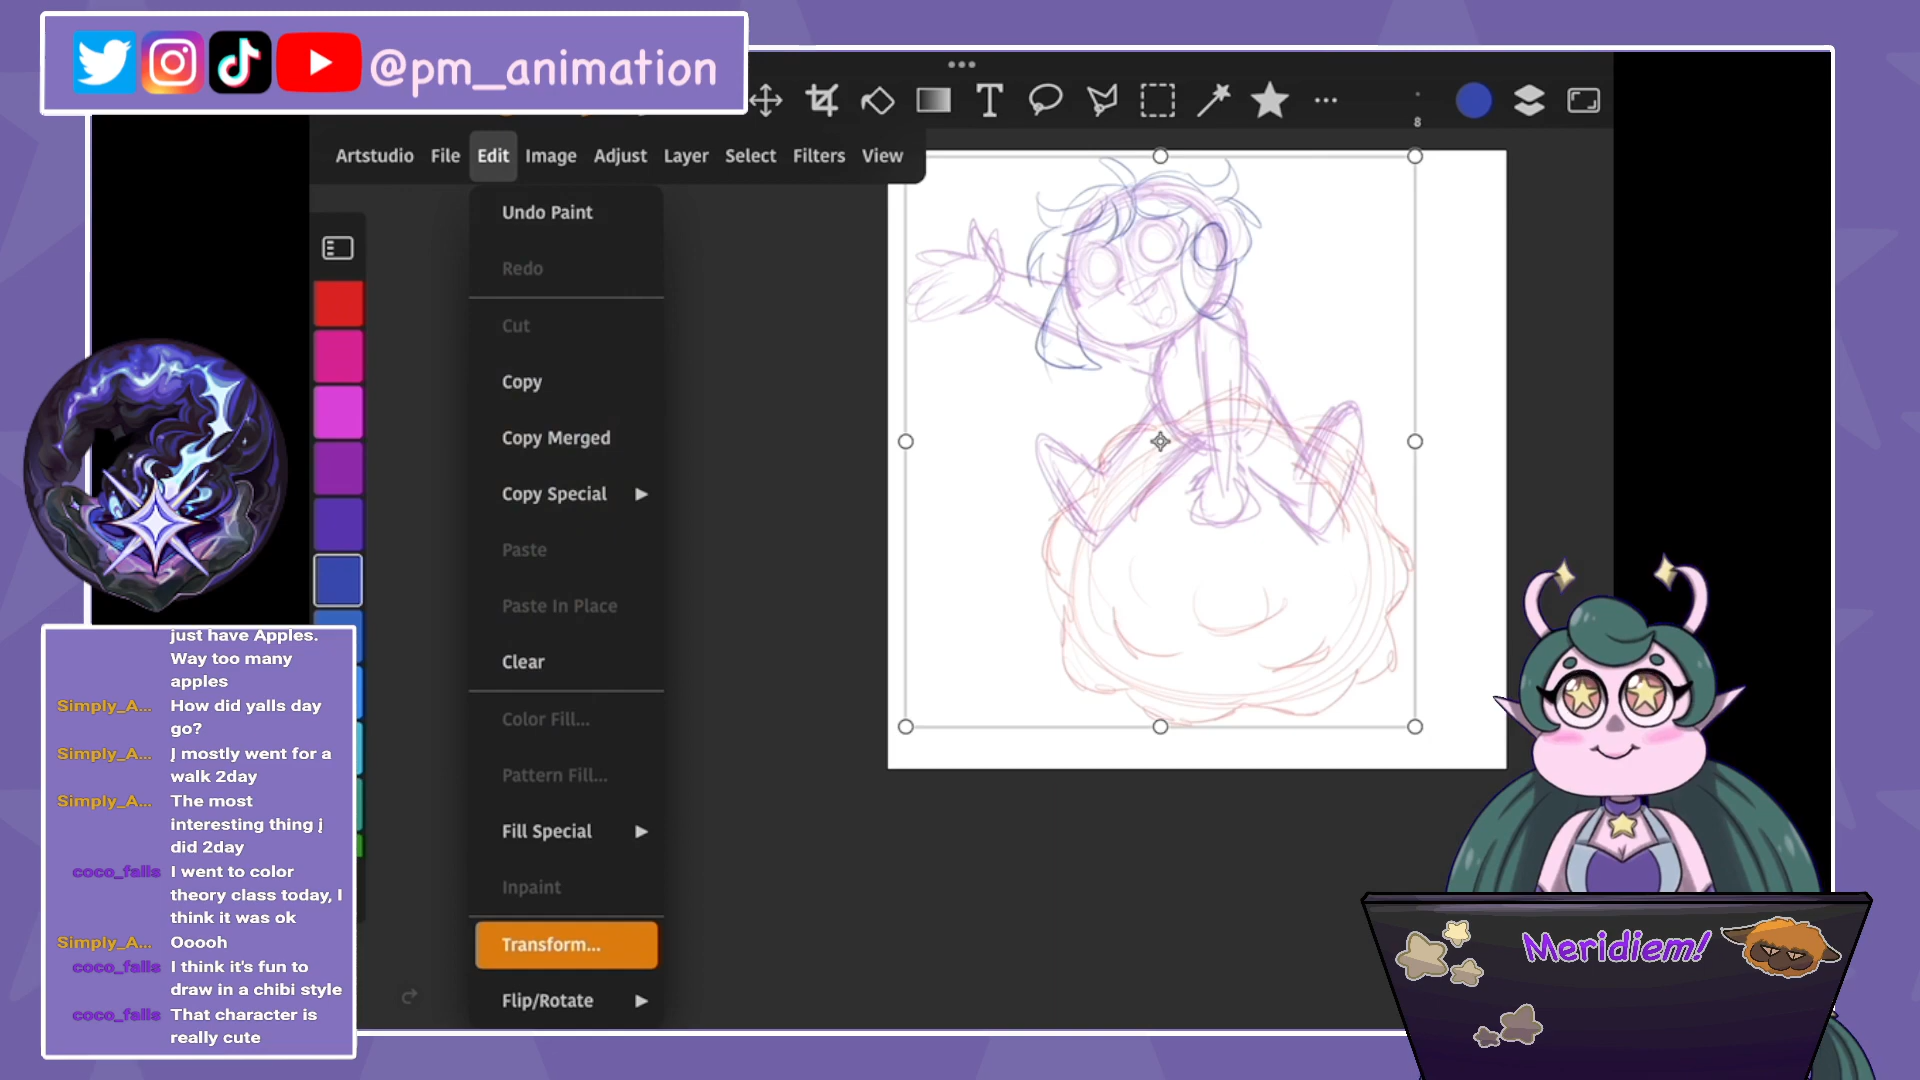 @pm_animation
T
8
Artstudio File Edit Image Adjust Layer Select Filters View
Undo Paint
Redo
Cut
Copy
Copy Merged
Copy Special
Paste
Paste In Place
Clear
Color Fill...
Pattern Fill...
Fill Special
Inpaint
Transform...
Flip/Rotate
just have Apples.
Way too many
apples
Simply_A... How did yalls day
go?
Simply_A... J mostly went for a
walk 2day
Simply_A... The most
interesting thing j
did 2day
coco_falls I went to color
theory class today, I
think it was ok
Simply_A... Ooooh
coco_falls I think it's fun to
draw in a chibi style
coco_falls That character is
really cute
Meridiem!